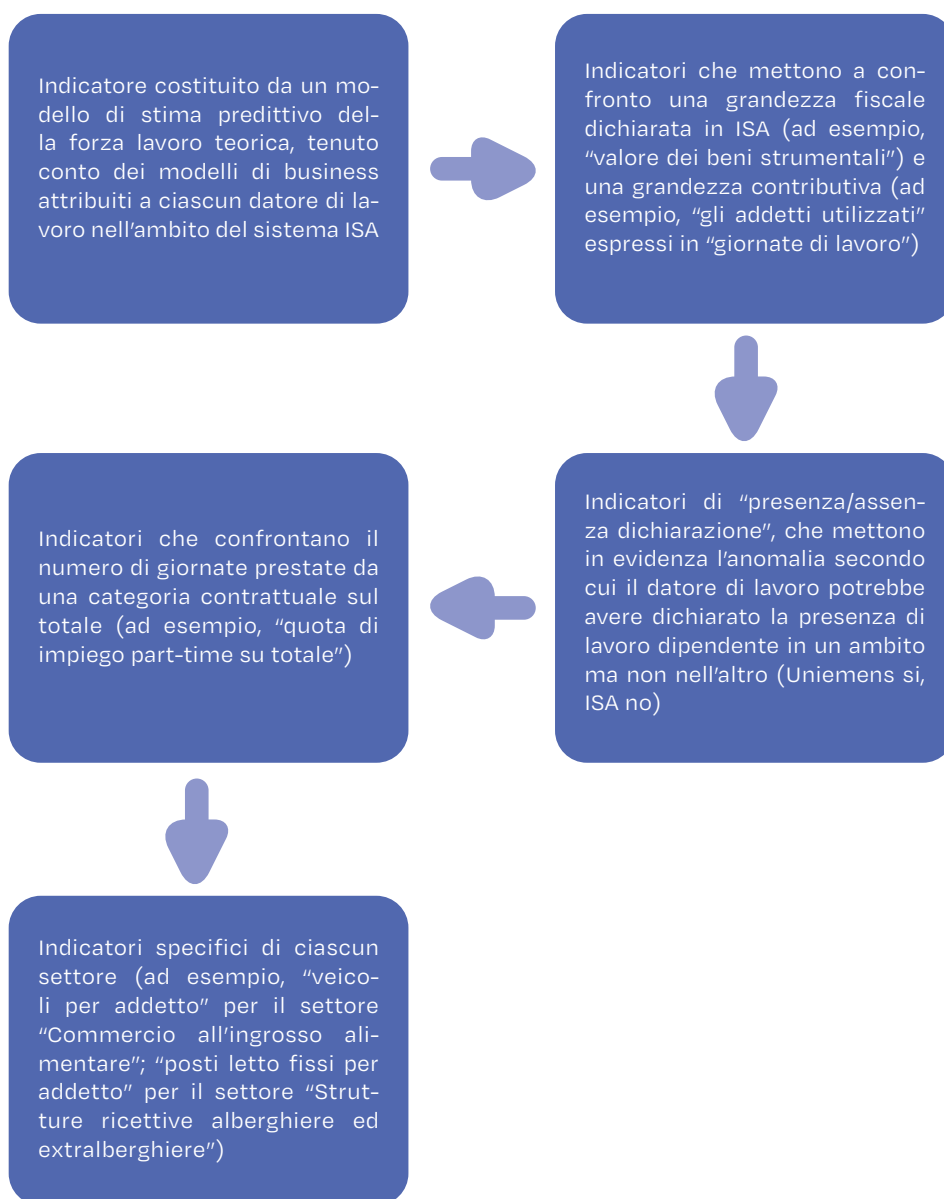 Indicatore costituito da un mo-
dello di stima predittivo del-
la forza lavoro teorica, tenuto
conto dei modelli di business
attribuiti a ciascun datore di la-
voro nell'ambito del sistema ISA
Indicatori che mettono a con-
fronto una grandezza fiscale
dichiarata in ISA (ad esempio,
“valore dei beni strumentali”) e
una grandezza contributiva (ad
esempio, “gli addetti utilizzati”
espressi in “giornate di lavoro”)
Indicatori di “presenza/assen-
za dichiarazione”, che mettono
in evidenza l'anomalia secondo
cui il datore di lavoro potrebbe
avere dichiarato la presenza di
lavoro dipendente in un ambito
ma non nell'altro (Uniemens si,
ISA no)
Indicatori che confrontano il
numero di giornate prestate da
una categoria contrattuale sul
totale (ad esempio, “quota di
impiego part-time su totale”)
Indicatori specifici di ciascun
settore (ad esempio, “veico-
li per addetto” per il settore
“Commercio all'ingrosso ali-
mentare”; “posti letto fissi per
addetto” per il settore “Strut-
ture ricettive alberghiere ed
extralberghiere”)